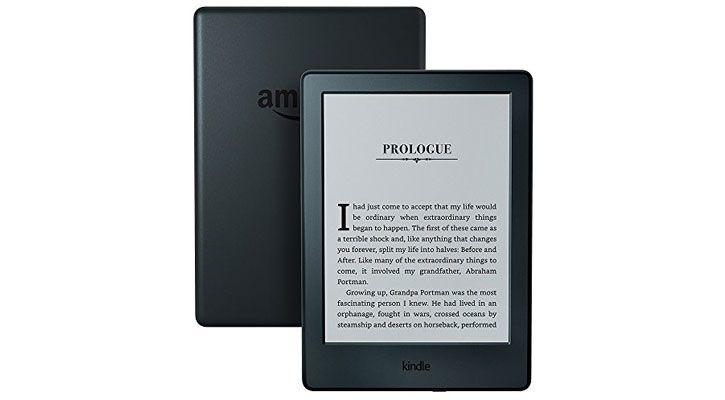 am
PROLOGUE
I had just come to accept that my life would
be ordinary when extraordinary things
began to happen. The first of these came as
a terrible shock and, like anything that changes
you forever, split my life into halves: Before and
After. Like many of the extraordinary things to
come, it involved my grandfather, Abraham
Portman.
Growing up, Grandpa Portman was the most
fascinating person I knew. He had lived in an
orphanage, fought in wars, crossed oceans by
steamship and deserts on horseback, performed
kindle